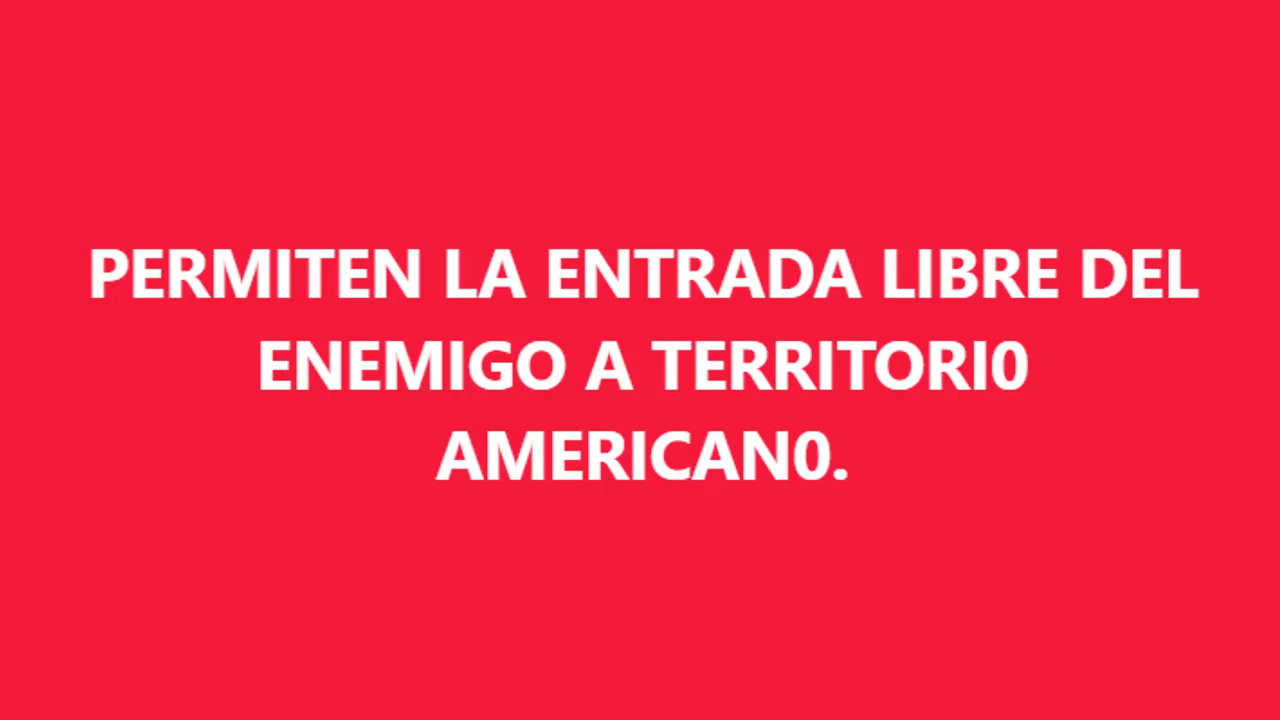 PERMITEN LA ENTRADA LIBRE DEL
ENEMIGO A TERRITORI0
AMERICAN0.